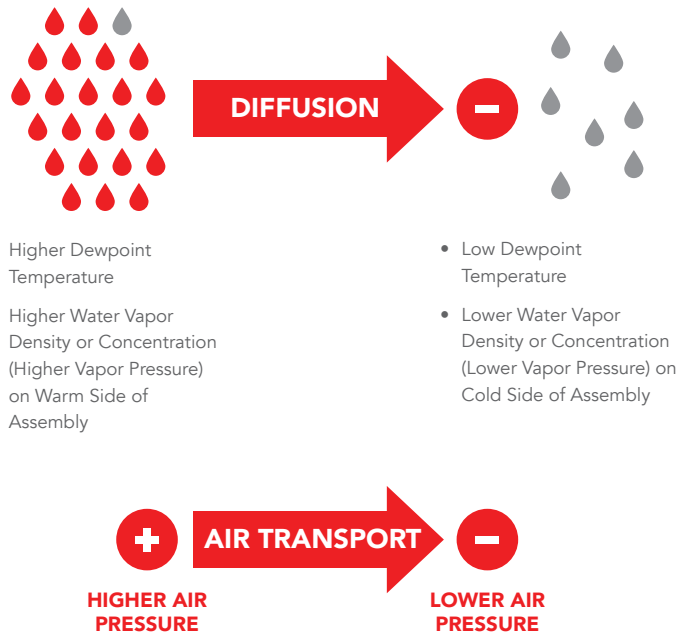 DIFFUSION
Higher Dewpoint
Temperature
Higher Water Vapor
Density or Concentration
(Higher Vapor Pressure)
on Warm Side of
Assembly
• Low Dewpoint
Temperature
• Lower Water Vapor
Density or Concentration
(Lower Vapor Pressure) on
Cold Side of Assembly
AIR TRANSPORT
HIGHER AIR
PRESSURE
LOWER AIR
PRESSURE